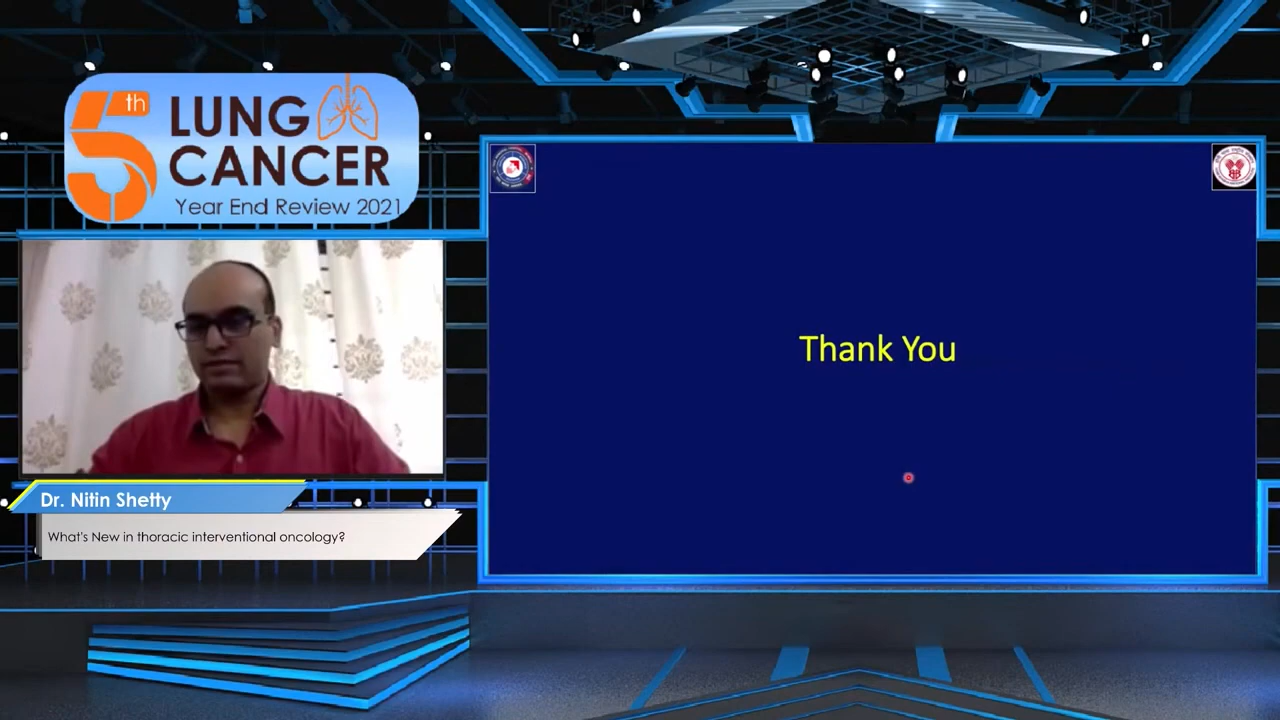 5th
LUNG
CANCER
Year End Review 2021
Thank You
Dr. Nitin Shetty
What's New in thoracic interventional oncology?